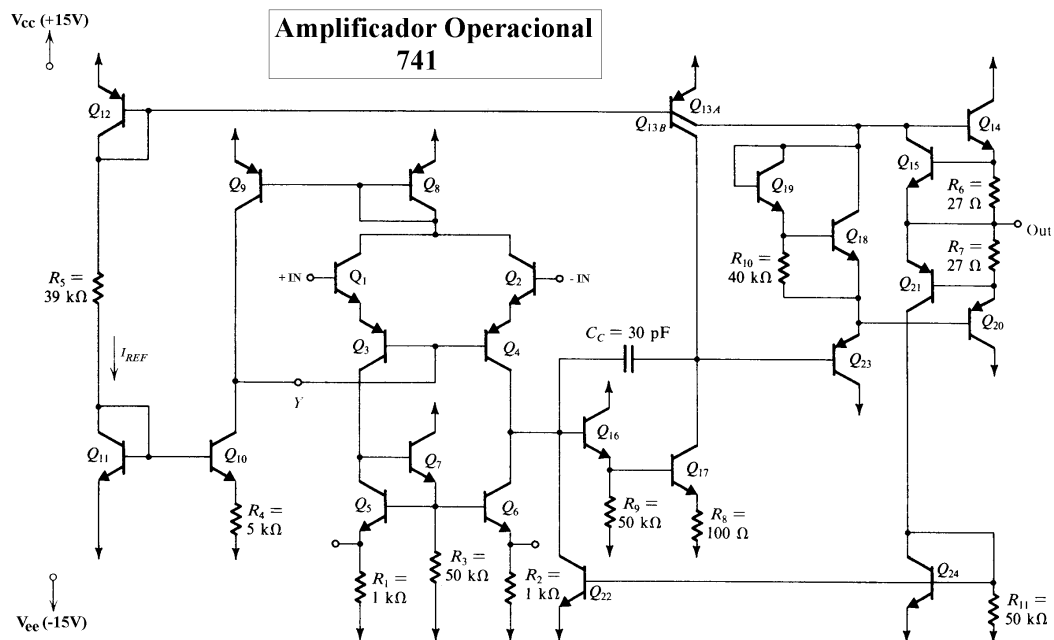 Vcc (+15V)
Amplificador Operacional
741
Q12
Q13A
Q13B
Q14
Q15
Q9
Q8
Q19
R6 =
27 Ω
Out
Q18
R7 =
27 Ω
R10 =
40 kΩ
R5 =
39 kΩ
+ IN
Q1
Q2
- IN
Q21
Q20
IREF
Q3
Q4
CC = 30 pF
Q23
Y
Q11
Q10
Q7
Q16
Q17
R4 =
5 kΩ
Q5
Q6
R9 =
50 kΩ
R8 =
100 Ω
R3 =
50 kΩ
R1 =
1 kΩ
R2 =
1 kΩ
Q22
Q24
R11 =
50 kΩ
Vee (-15V)